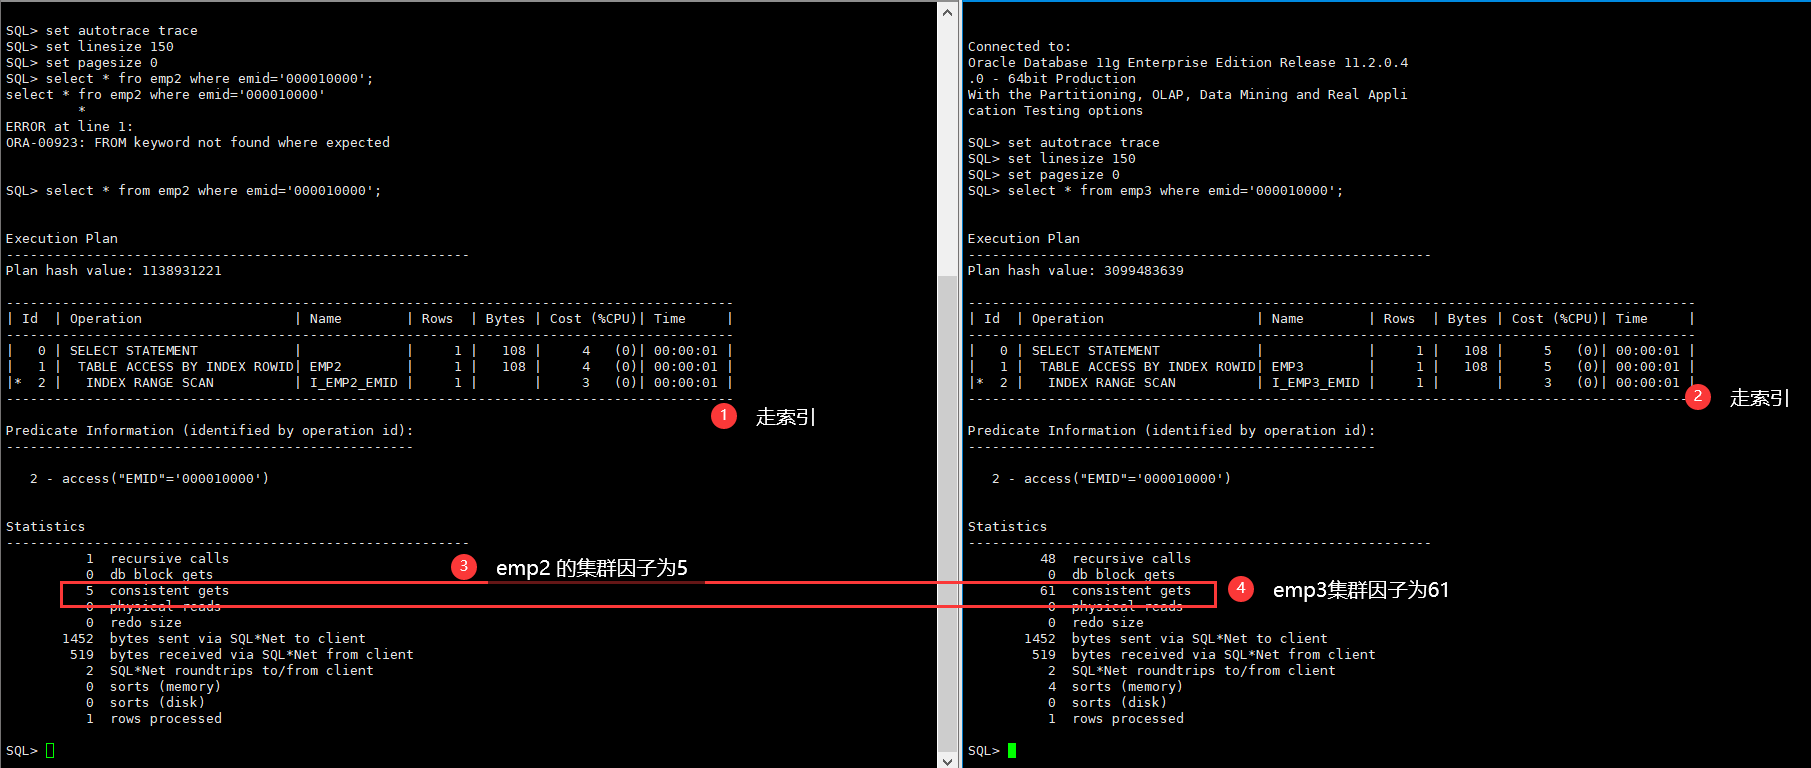 SQL> set autotrace trace
SQL> set linesize 150
SQL> set pagesize 0
SQL> select * fro emp2 where emid='000010000';
select * fro emp2 where emid='000010000'
         *
ERROR at line 1:
ORA-00923: FROM keyword not found where expected
SQL> select * from emp2 where emid='000010000';
Execution Plan
----------------------------------------------------------
Plan hash value: 1138931221
-------------------------------------------------------------------------------------------
| Id  | Operation                   | Name        | Rows  | Bytes | Cost (%CPU)| Time     |
-------------------------------------------------------------------------------------------
|   0 | SELECT STATEMENT            |             |     1 |   108 |     4   (0)| 00:00:01 |
|   1 |  TABLE ACCESS BY INDEX ROWID| EMP2        |     1 |   108 |     4   (0)| 00:00:01 |
|*  2 |   INDEX RANGE SCAN          | I_EMP2_EMID |     1 |       |     3   (0)| 00:00:01 |
-------------------------------------------------------------------------------------------
1 走索引
Predicate Information (identified by operation id):
---------------------------------------------------
   2 - access("EMID"='000010000')
Statistics
----------------------------------------------------------
          1  recursive calls
3 emp2 的集群因子为5
          0  db block gets
          5  consistent gets
          0  physical reads
          0  redo size
       1452  bytes sent via SQL*Net to client
        519  bytes received via SQL*Net from client
          2  SQL*Net roundtrips to/from client
          0  sorts (memory)
          0  sorts (disk)
          1  rows processed
SQL>
Connected to:
Oracle Database 11g Enterprise Edition Release 11.2.0.4
.0 - 64bit Production
With the Partitioning, OLAP, Data Mining and Real Appli
cation Testing options
SQL> set autotrace trace
SQL> set linesize 150
SQL> set pagesize 0
SQL> select * from emp3 where emid='000010000';
Execution Plan
----------------------------------------------------------
Plan hash value: 3099483639
-------------------------------------------------------------------------------------------
| Id  | Operation                   | Name        | Rows  | Bytes | Cost (%CPU)| Time     |
-------------------------------------------------------------------------------------------
|   0 | SELECT STATEMENT            |             |     1 |   108 |     5   (0)| 00:00:01 |
|   1 |  TABLE ACCESS BY INDEX ROWID| EMP3        |     1 |   108 |     5   (0)| 00:00:01 |
|*  2 |   INDEX RANGE SCAN          | I_EMP3_EMID |     1 |       |     3   (0)| 00:00:01 |
-------------------------------------------------------------------------------------------
2 走索引
Predicate Information (identified by operation id):
---------------------------------------------------
   2 - access("EMID"='000010000')
Statistics
----------------------------------------------------------
         48  recursive calls
          0  db block gets
         61  consistent gets
4 emp3集群因子为61
          0  physical reads
          0  redo size
       1452  bytes sent via SQL*Net to client
        519  bytes received via SQL*Net from client
          2  SQL*Net roundtrips to/from client
          4  sorts (memory)
          0  sorts (disk)
          1  rows processed
SQL>